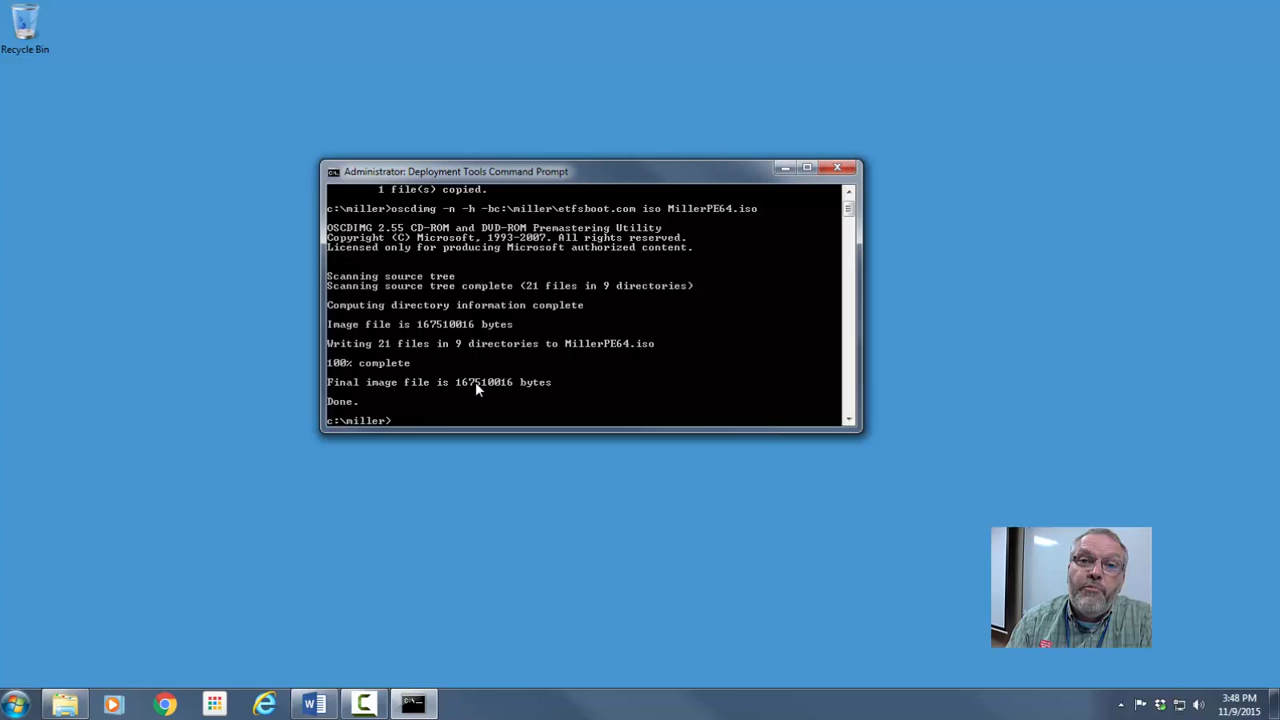 Recycle Bin
Administrator: Deployment Tools Command Prompt
1 file(s) copied.
c:\miller>oscdimg -n -h -bc:\miller\etfsboot.com iso MillerPE64.iso
OSCDIMG 2.55 CD-ROM and DVD-ROM Premastering Utility
Copyright (C) Microsoft, 1993-2007. All rights reserved.
Licensed only for producing Microsoft authorized content.
Scanning source tree
Scanning source tree complete (21 files in 9 directories)
Computing directory information complete
Image file is 167510016 bytes
Writing 21 files in 9 directories to MillerPE64.iso
100% complete
Final image file is 167510016 bytes
Done.
c:\miller>
3:48 PM
11/9/2015